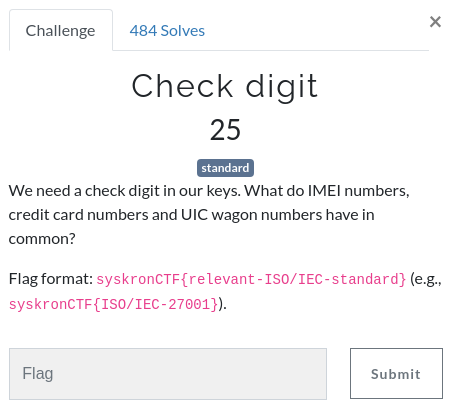 Challenge 484 Solves ×
Check digit
25
standard
We need a check digit in our keys. What do IMEI numbers,
credit card numbers and UIC wagon numbers have in
common?
Flag format: syskronCTF{relevant-ISO/IEC-standard} (e.g.,
syskronCTF{ISO/IEC-27001}).
Flag Submit